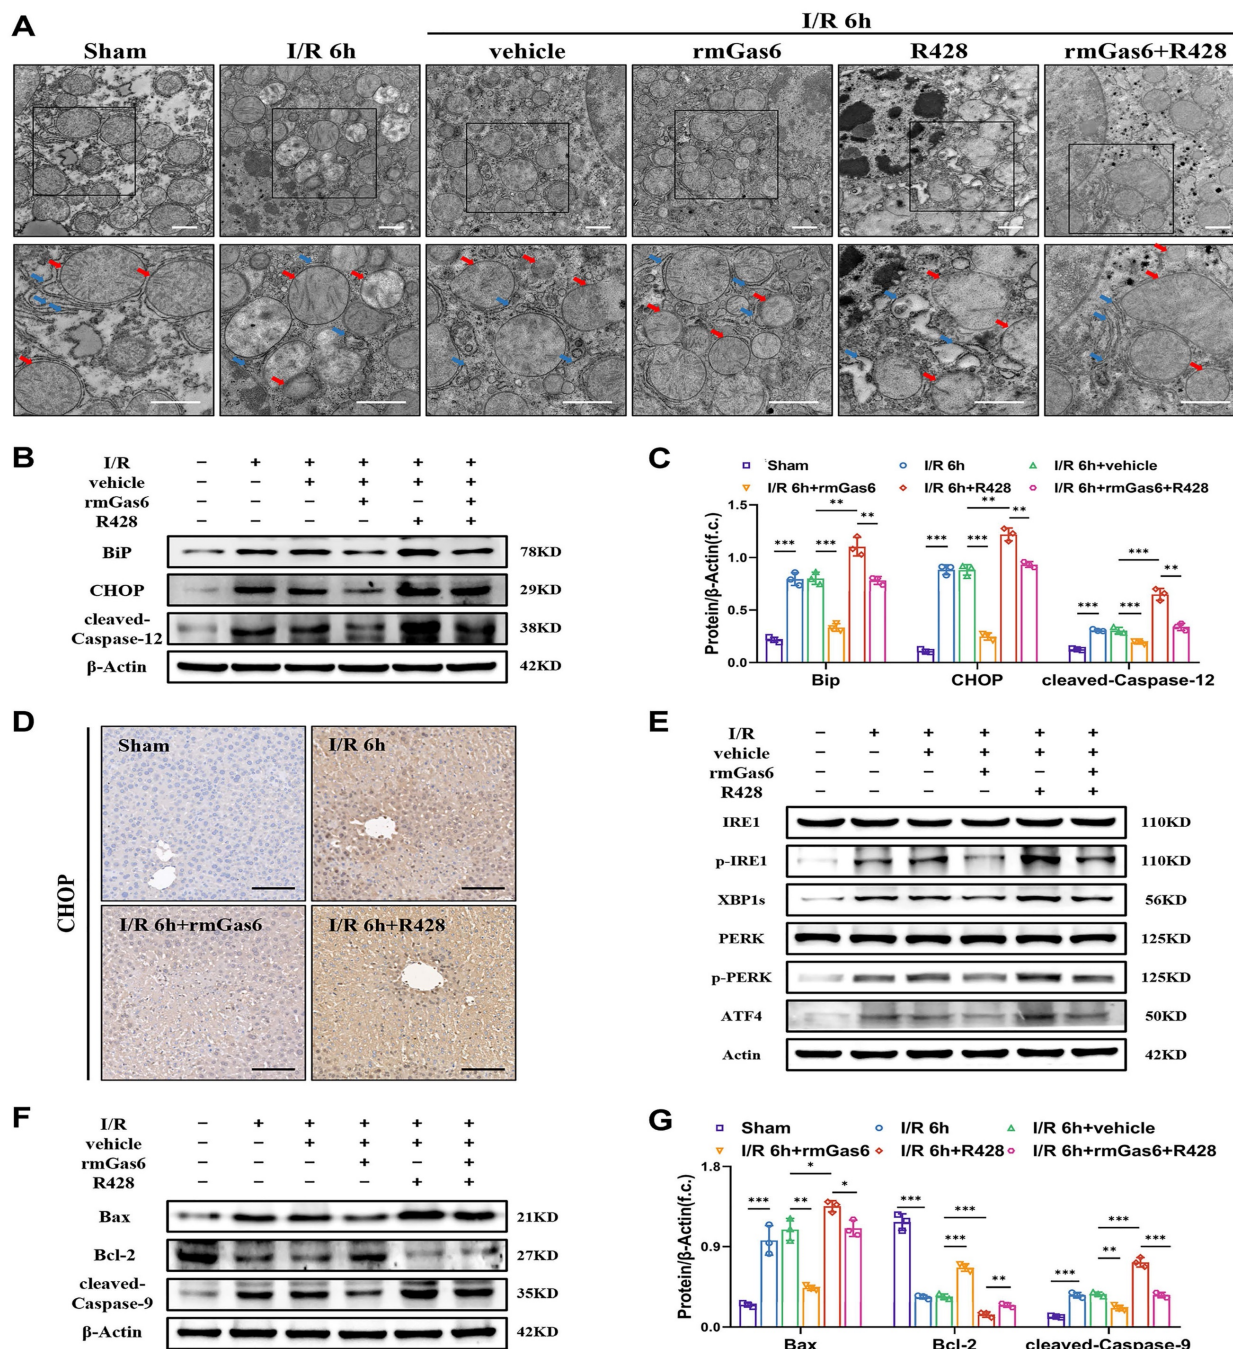 A
I/R 6h
Sham I/R 6h vehicle rmGas6 R428 rmGas6+R428
B
I/R − + + + + +
vehicle − − + + + +
rmGas6 − − − + − +
R428 − − − − + +
BiP 78KD
CHOP 29KD
cleaved-
Caspase-12 38KD
β-Actin 42KD
C
Sham I/R 6h I/R 6h+vehicle
I/R 6h+rmGas6 I/R 6h+R428 I/R 6h+rmGas6+R428
Protein/β-Actin(f.c.)
1.5
1.0
0.5
0.0
*** *** ** **
*** *** ** **
*** *** *** **
Bip CHOP cleaved-Caspase-12
D
CHOP
Sham I/R 6h
I/R 6h+rmGas6 I/R 6h+R428
E
I/R − + + + + +
vehicle − − + + + +
rmGas6 − − − + − +
R428 − − − − + +
IRE1 110KD
p-IRE1 110KD
XBP1s 56KD
PERK 125KD
p-PERK 125KD
ATF4 50KD
Actin 42KD
F
I/R − + + + + +
vehicle − − + + + +
rmGas6 − − − + − +
R428 − − − − + +
Bax 21KD
Bcl-2 27KD
cleaved-
Caspase-9 35KD
β-Actin 42KD
G
Sham I/R 6h I/R 6h+vehicle
I/R 6h+rmGas6 I/R 6h+R428 I/R 6h+rmGas6+R428
Protein/β-Actin(f.c.)
1.8
0.9
0
*** ** * *
*** *** *** **
*** ** *** ***
Bax Bcl-2 cleaved-Caspase-9